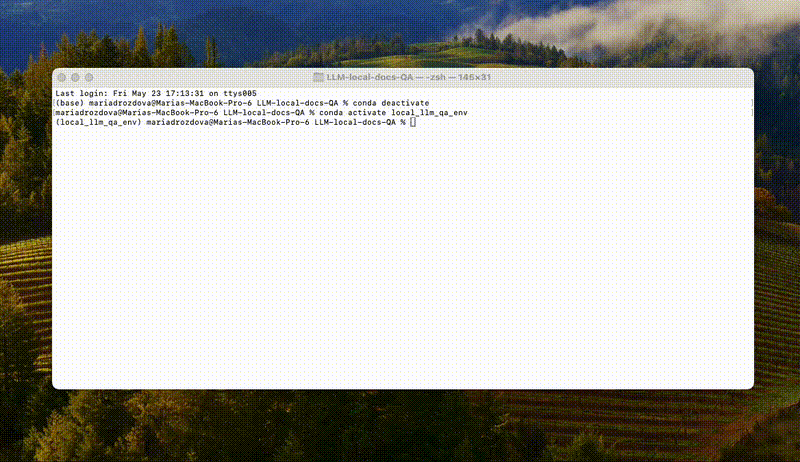 LLM-local-docs-QA — -zsh — 145×31
Last login: Fri May 23 17:13:31 on ttys005
(base) mariadrozdova@Marias-MacBook-Pro-6 LLM-local-docs-QA % conda deactivate
mariadrozdova@Marias-MacBook-Pro-6 LLM-local-docs-QA % conda activate local_llm_qa_env
(local_llm_qa_env) mariadrozdova@Marias-MacBook-Pro-6 LLM-local-docs-QA %